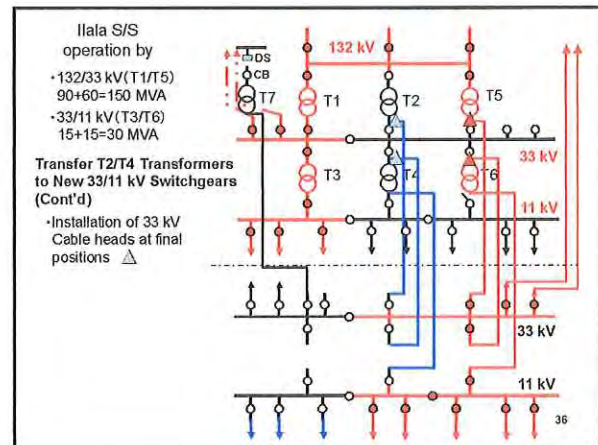 Ilala S/S
operation by
・132/33 kV(T1/T5)
90+60=150 MVA
・33/11 kV(T3/T6)
15+15=30 MVA
Transfer T2/T4 Transformers
to New 33/11 kV Switchgears
(Cont'd)
・Installation of 33 kV
Cable heads at final
positions
DS
CB
T7
132 kV
T1
T2
T5
33 kV
T3
T4
T6
11 kV
33 kV
11 kV
36